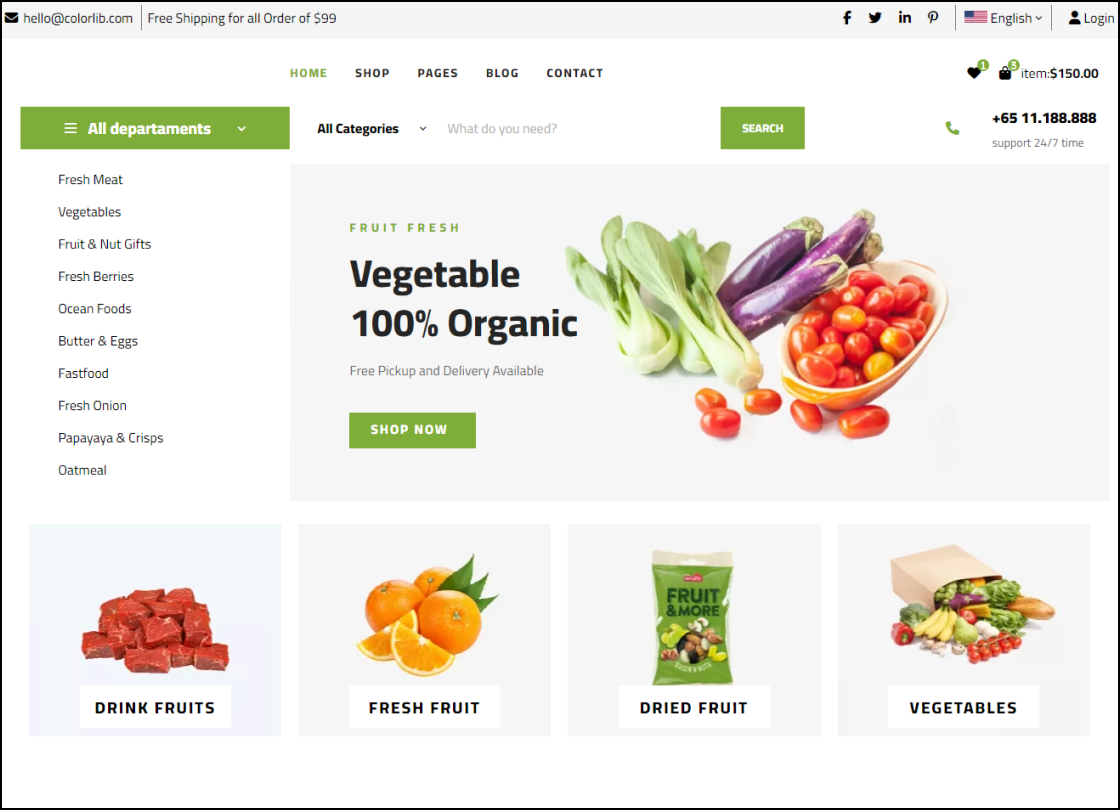 hello@colorlib.com Free Shipping for all Order of $99 English Login
HOME SHOP PAGES BLOG CONTACT 1 3 item:$150.00
All departaments All Categories What do you need? SEARCH +65 11.188.888
support 24/7 time
Fresh Meat
Vegetables
Fruit & Nut Gifts
Fresh Berries
Ocean Foods
Butter & Eggs
Fastfood
Fresh Onion
Papayaya & Crisps
Oatmeal
FRUIT FRESH
Vegetable
100% Organic
Free Pickup and Delivery Available
SHOP NOW
FRUIT
& MORE
DRINK FRUITS FRESH FRUIT DRIED FRUIT VEGETABLES